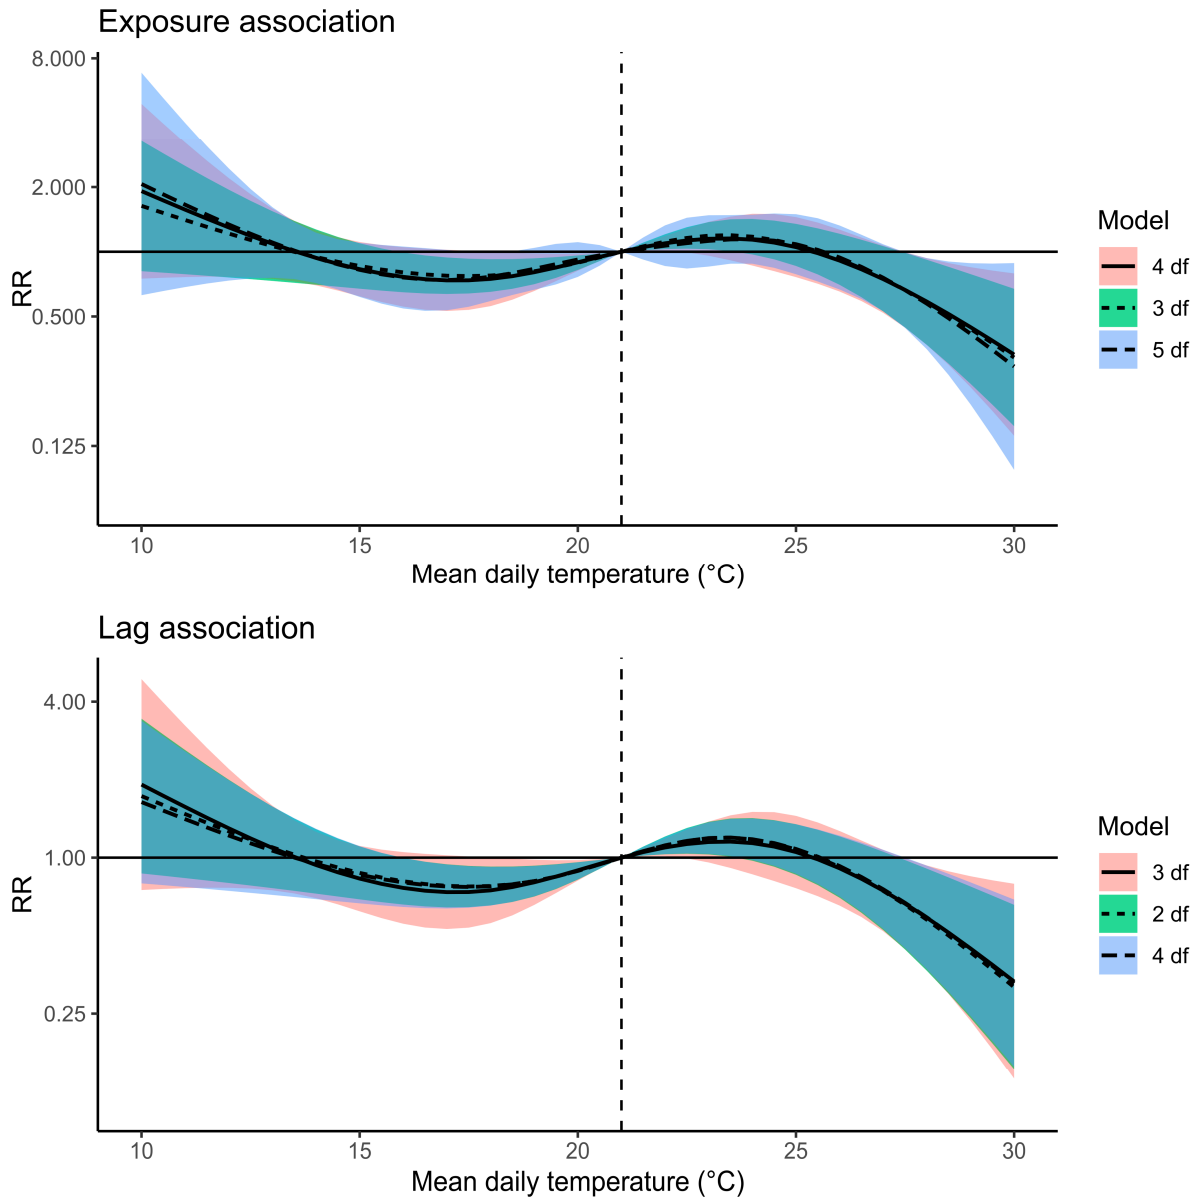 Exposure association
8.000
2.000
0.500
0.125
RR
10 15 20 25 30
Mean daily temperature (°C)
Model
4 df
3 df
5 df
Lag association
4.00
1.00
0.25
RR
10 15 20 25 30
Mean daily temperature (°C)
Model
3 df
2 df
4 df